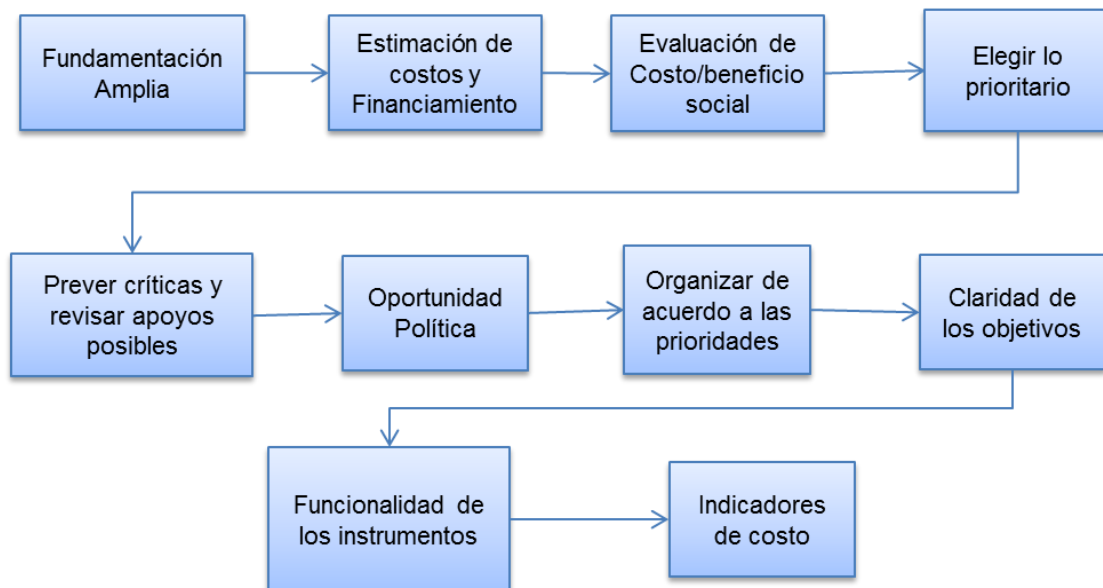 Fundamentación
Amplia
Estimación de
costos y
Financiamiento
Evaluación de
Costo/beneficio
social
Elegir lo
prioritario
Prever críticas y
revisar apoyos
posibles
Oportunidad
Política
Organizar de
acuerdo a las
prioridades
Claridad de
los objetivos
Funcionalidad de
los instrumentos
Indicadores
de costo